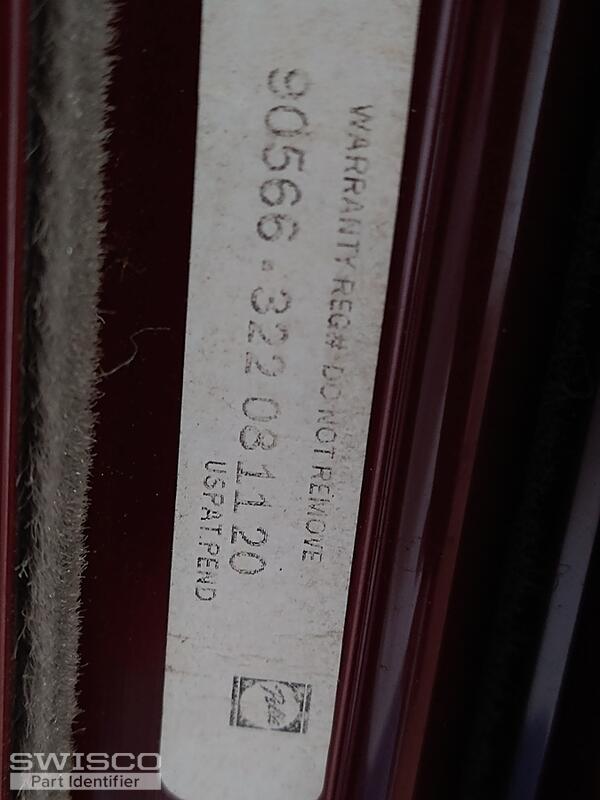 WARRANTY REG# DO NOT REMOVE
90566-322 081120
US PAT. PEND
SWISCO
Part Identifier